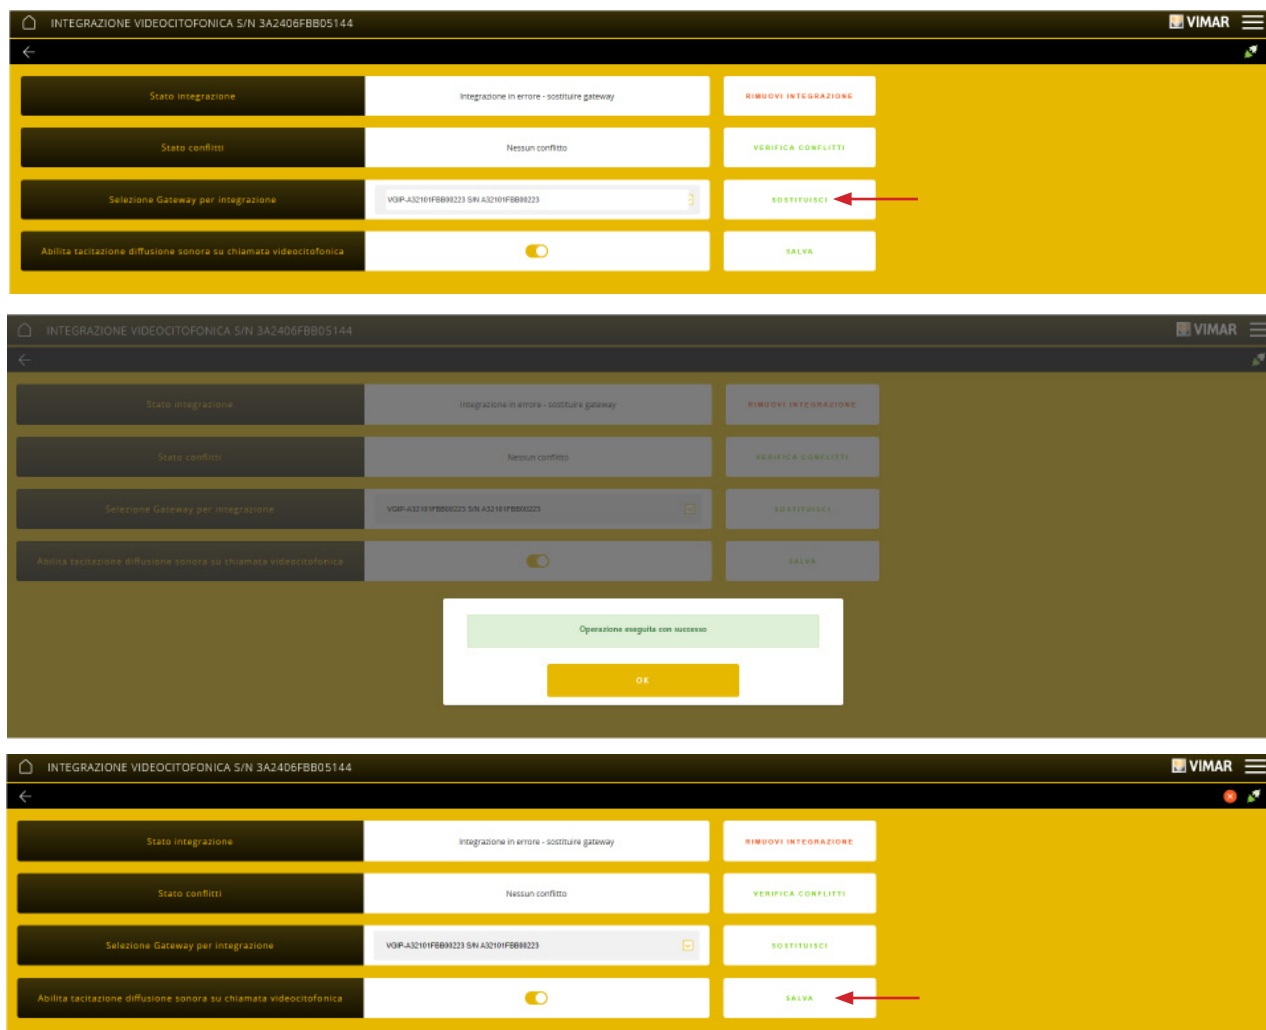 INTEGRAZIONE VIDEOCITOFONICA S/N 3A2406FBB05144
VIMAR
Stato integrazione
Integrazione in errore - sostituire gateway
RIMUOVI INTEGRAZIONE
Stato conflitti
Nessun conflitto
VERIFICA CONFLITTI
Selezione Gateway per integrazione
VGIP-A32101FBB00223 S/N A32101FBB00223
SOSTITUISCI
Abilita tacitazione diffusione sonora su chiamata videocitofonica
SALVA
INTEGRAZIONE VIDEOCITOFONICA S/N 3A2406FBB05144
VIMAR
Stato integrazione
Integrazione in errore - sostituire gateway
RIMUOVI INTEGRAZIONE
Stato conflitti
Nessun conflitto
VERIFICA CONFLITTI
Selezione Gateway per integrazione
VGIP-A32101FBB00223 S/N A32101FBB00223
SOSTITUISCI
Abilita tacitazione diffusione sonora su chiamata videocitofonica
SALVA
Operazione eseguita con successo
OK
INTEGRAZIONE VIDEOCITOFONICA S/N 3A2406FBB05144
VIMAR
Stato integrazione
Integrazione in errore - sostituire gateway
RIMUOVI INTEGRAZIONE
Stato conflitti
Nessun conflitto
VERIFICA CONFLITTI
Selezione Gateway per integrazione
VGIP-A32101FBB00223 S/N A32101FBB00223
SOSTITUISCI
Abilita tacitazione diffusione sonora su chiamata videocitofonica
SALVA